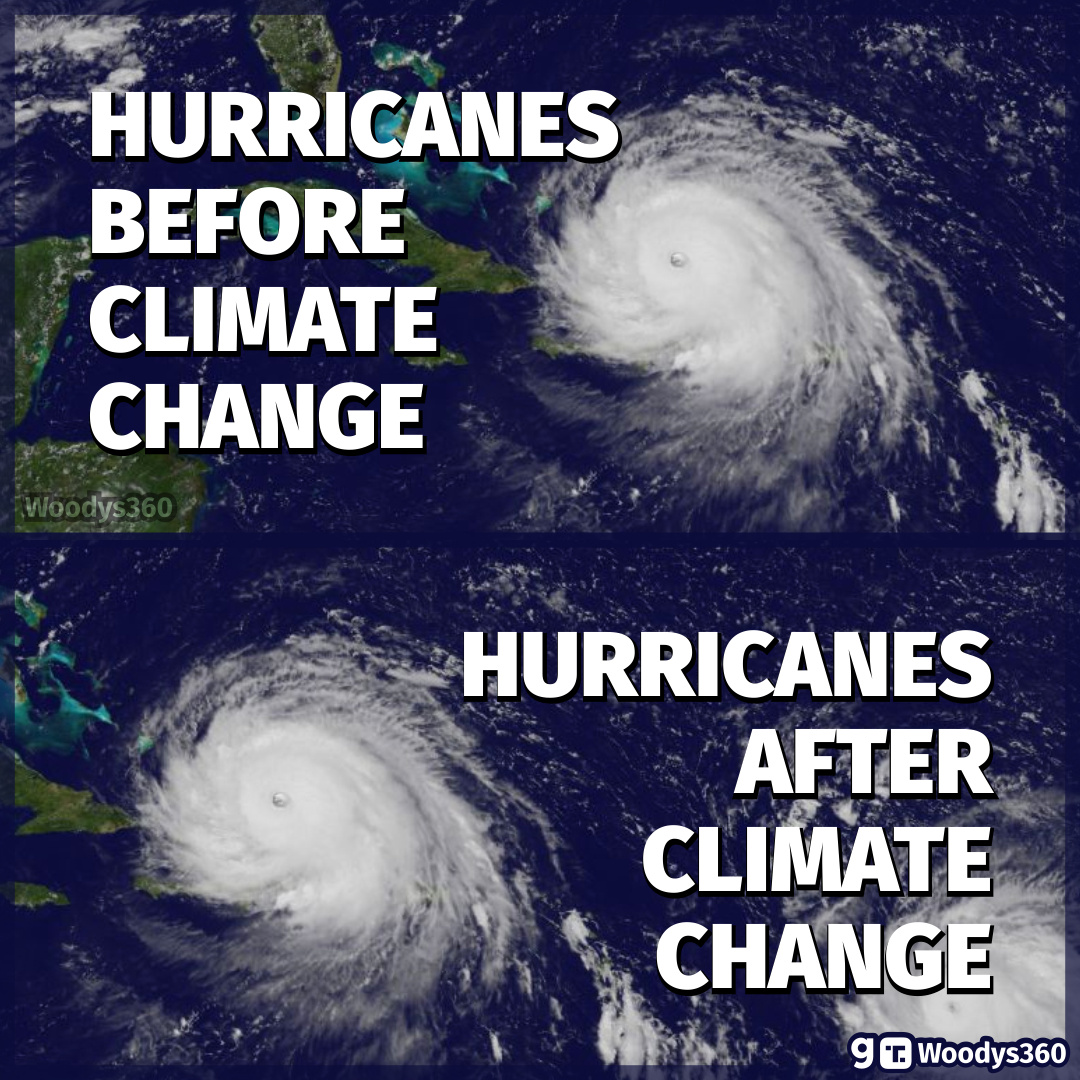 HURRICANES
BEFORE
CLIMATE
CHANGE
Woodys360
HURRICANES
AFTER
CLIMATE
CHANGE
Woodys360